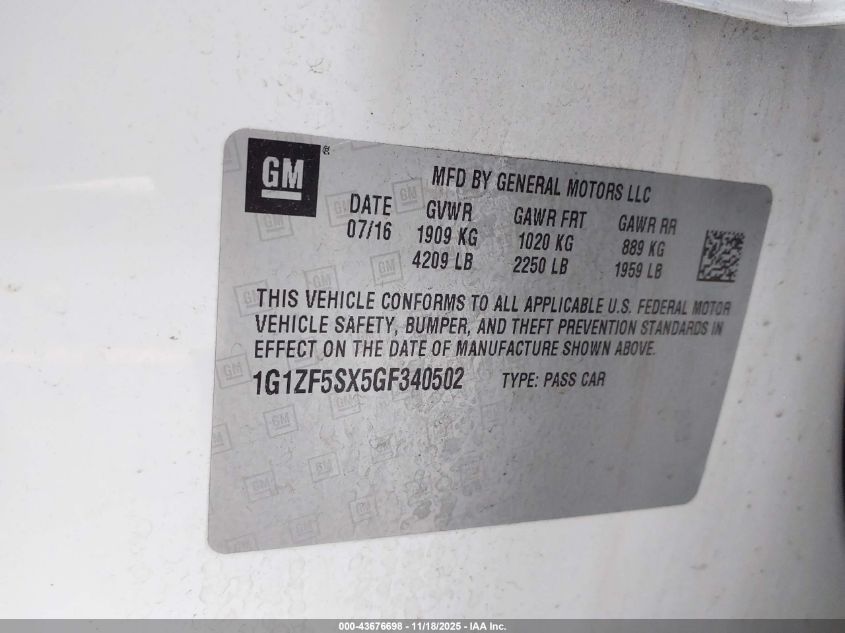 GM ®
MFD BY GENERAL MOTORS LLC
DATE GVWR GAWR FRT GAWR RR
07/16 1909 KG 1020 KG 889 KG
4209 LB 2250 LB 1959 LB
THIS VEHICLE CONFORMS TO ALL APPLICABLE U.S. FEDERAL MOTOR
VEHICLE SAFETY, BUMPER, AND THEFT PREVENTION STANDARDS IN
EFFECT ON THE DATE OF MANUFACTURE SHOWN ABOVE.
1G1ZF5SX5GF340502 TYPE: PASS CAR
000-43676698 - 11/18/2025 - IAA Inc.